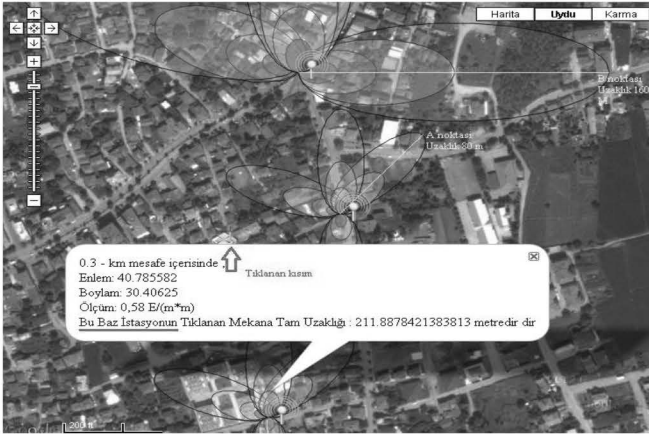 Harita Uydu Karma
B noktası
Uzaklık 160
A noktası
Uzaklık 80 m
0.3 - km mesafe içerisinde
Tıklanan kısım
Enlem: 40.785582
Boylam: 30.40625
Ölçüm: 0,58 E/(m*m)
Bu Baz İstasyonun Tıklanan Mekana Tam Uzaklığı : 211.8878421383813 metredir dir
200 ft